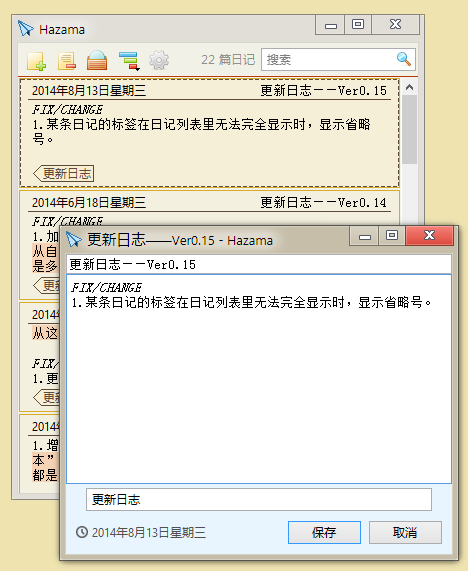 Hazama
22 篇日记
搜索
2014年8月13日星期三
更新日志——Ver0.15
FIX/CHANGE
1.某条日记的标签在日记列表里无法完全显示时，显示省略
号。
更新日志
2014年6月18日星期三
更新日志——Ver0.14
FIX/CHANGE
1.加
从自
是多
更新
从这
FIX/
1.更
更新
2014
1.增
本”
都是
更新日志——Ver0.15 - Hazama
更新日志——Ver0.15
FIX/CHANGE
1.某条日记的标签在日记列表里无法完全显示时，显示省略号。
更新日志
2014年8月13日星期三
保存
取消